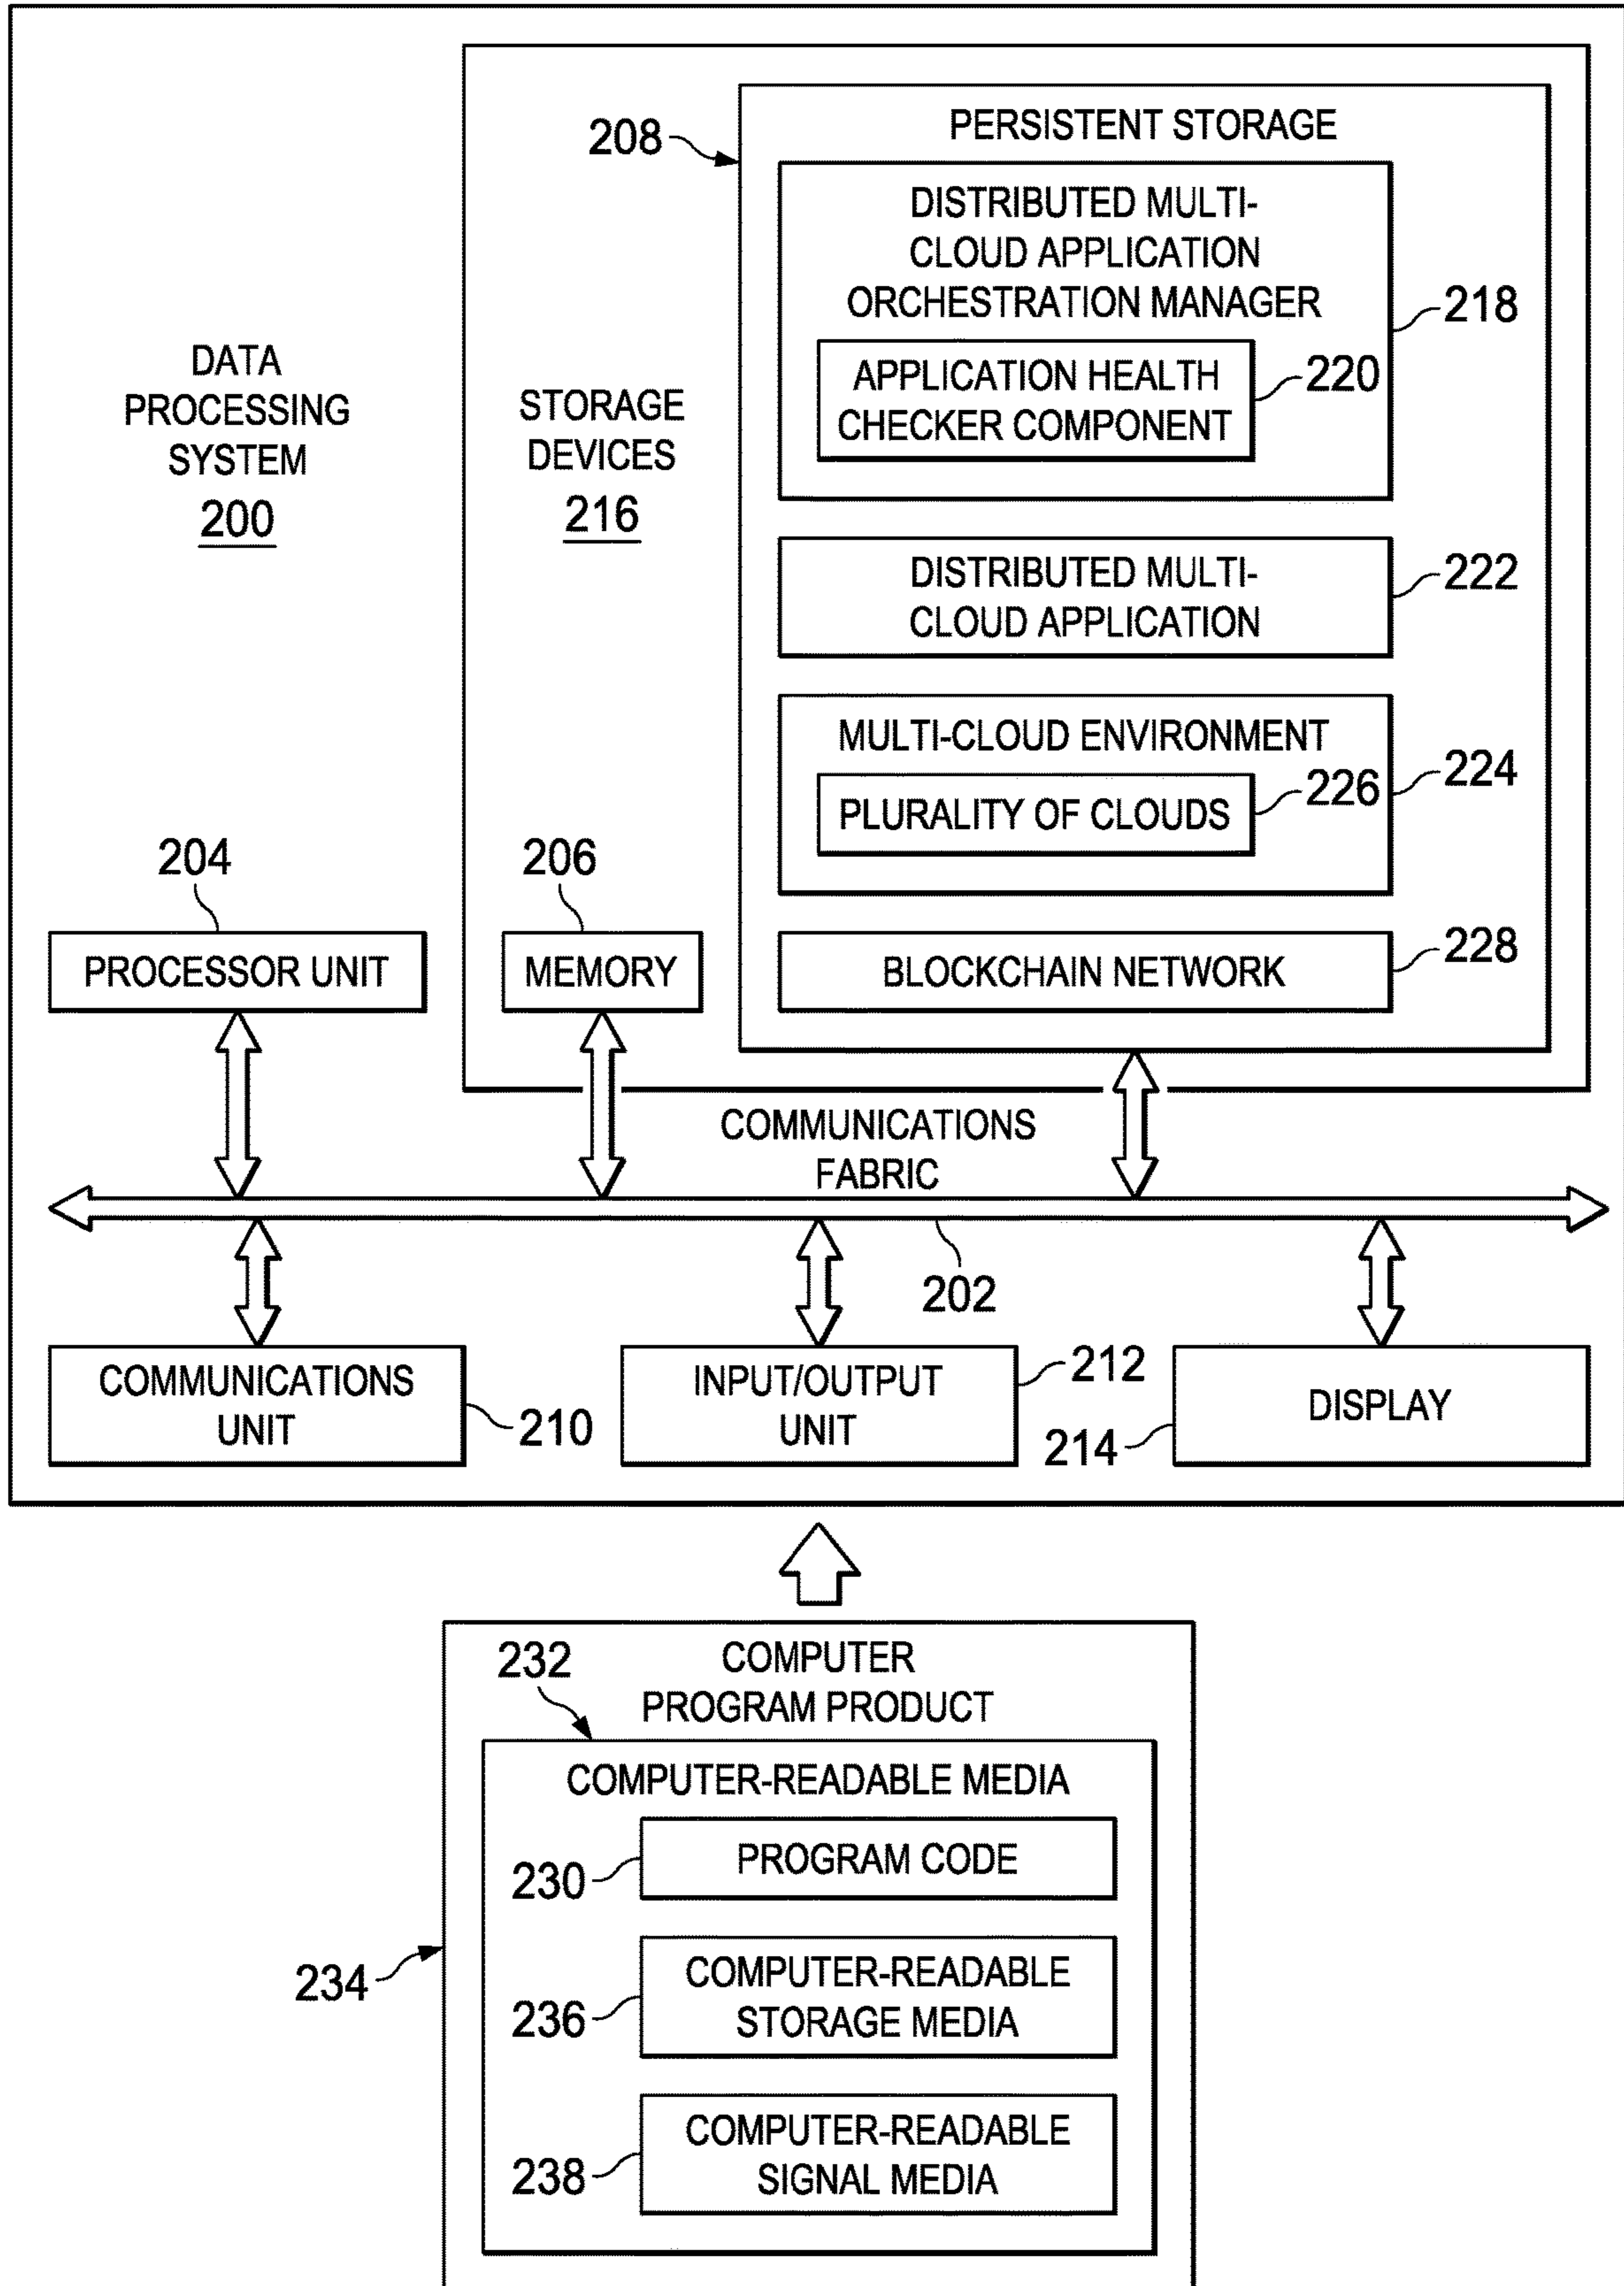 DATA
PROCESSING
SYSTEM
200
STORAGE
DEVICES
216
208
PERSISTENT STORAGE
DISTRIBUTED MULTI-
CLOUD APPLICATION
ORCHESTRATION MANAGER
218
APPLICATION HEALTH
CHECKER COMPONENT
220
DISTRIBUTED MULTI-
CLOUD APPLICATION
222
MULTI-CLOUD ENVIRONMENT
224
PLURALITY OF CLOUDS
226
BLOCKCHAIN NETWORK
228
204
PROCESSOR UNIT
206
MEMORY
COMMUNICATIONS
FABRIC
202
COMMUNICATIONS
UNIT
210
INPUT/OUTPUT
UNIT
212
DISPLAY
214
COMPUTER
PROGRAM PRODUCT
232
COMPUTER-READABLE MEDIA
PROGRAM CODE
230
234
COMPUTER-READABLE
STORAGE MEDIA
236
COMPUTER-READABLE
SIGNAL MEDIA
238